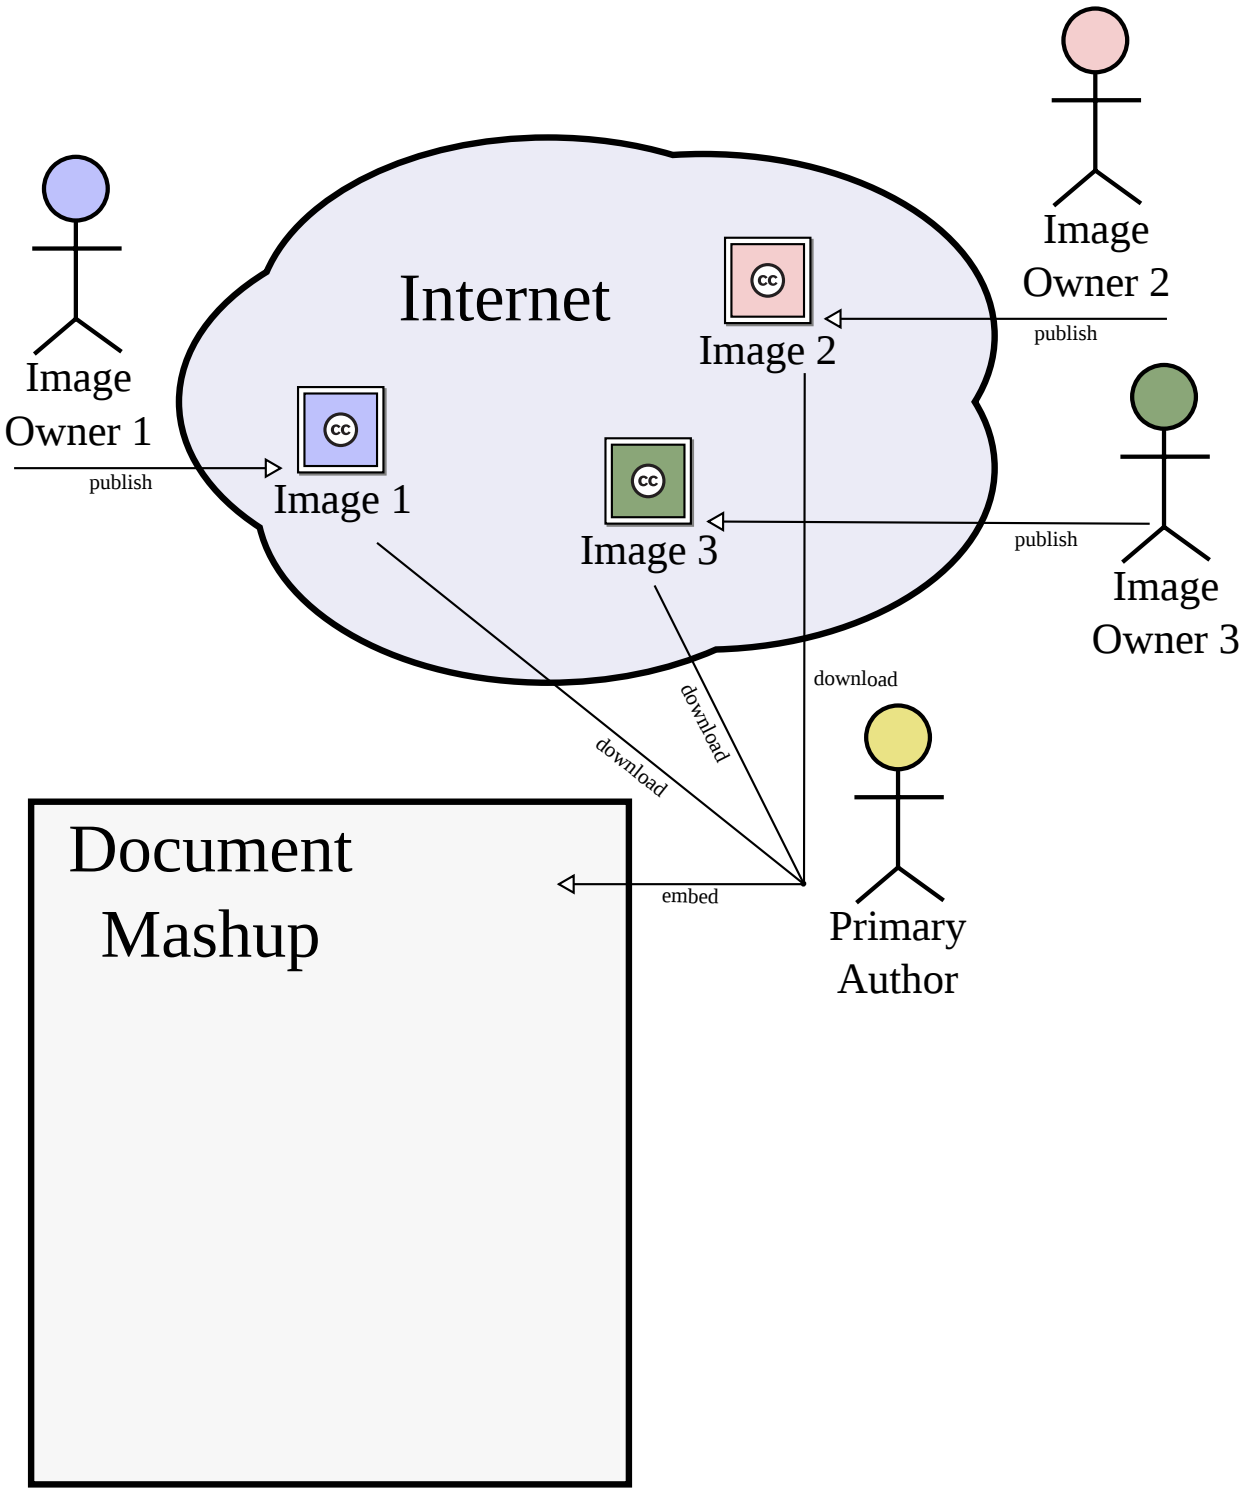 Image
Owner 2
publish
Image
Owner 1
publish
Internet
cc
Image 2
cc
Image 1
cc
Image 3
publish
Image
Owner 3
download
download
download
embed
Primary
Author
Document
Mashup